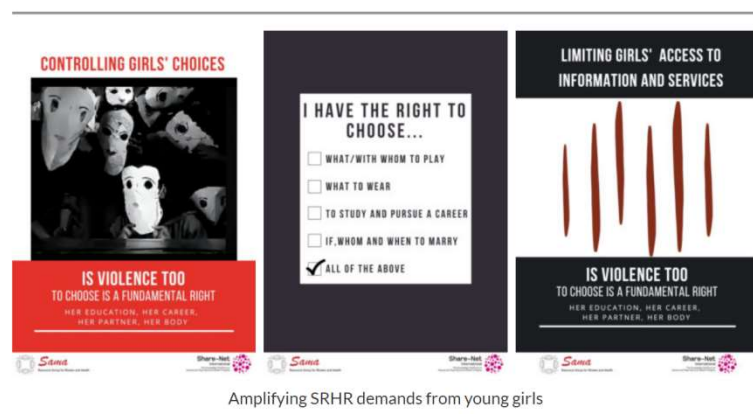 CONTROLLING GIRLS' CHOICES
IS VIOLENCE TOO
TO CHOOSE IS A FUNDAMENTAL RIGHT
HER EDUCATION, HER CAREER,
HER PARTNER, HER BODY
Sama
Share-Net
I HAVE THE RIGHT TO
CHOOSE...
WHAT/WITH WHOM TO PLAY
WHAT TO WEAR
TO STUDY AND PURSUE A CAREER
IF,WHOM AND WHEN TO MARRY
ALL OF THE ABOVE
Sama
Share-Net
LIMITING GIRLS' ACCESS TO
INFORMATION AND SERVICES
IS VIOLENCE TOO
TO CHOOSE IS A FUNDAMENTAL RIGHT
HER EDUCATION, HER CAREER,
HER PARTNER, HER BODY
Sama
Share-Net
Amplifying SRHR demands from young girls